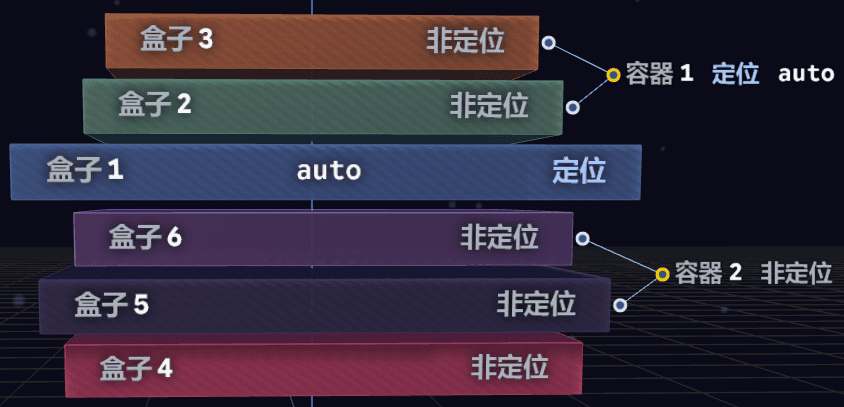 盒子 3 非定位
容器 1 定位 auto
盒子 2 非定位
盒子 1 auto 定位
盒子 6 非定位
容器 2 非定位
盒子 5 非定位
盒子 4 非定位